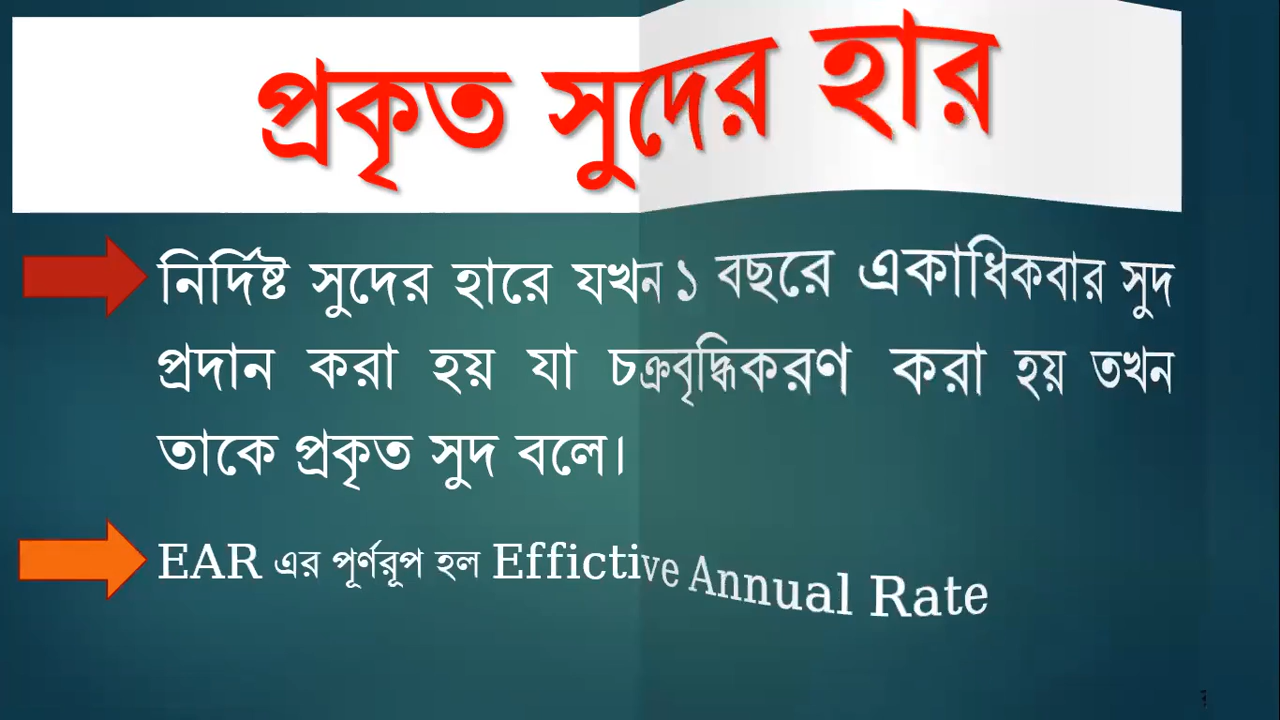 প্রকৃত সুদের হার
নির্দিষ্ট সুদের হারে যখন ১ বছরে একাধিকবার সুদ
প্রদান করা হয় যা চক্রবৃদ্ধিকরণ করা হয় তখন
তাকে প্রকৃত সুদ বলে।
EAR এর পূর্ণরূপ হল Effictive Annual Rate